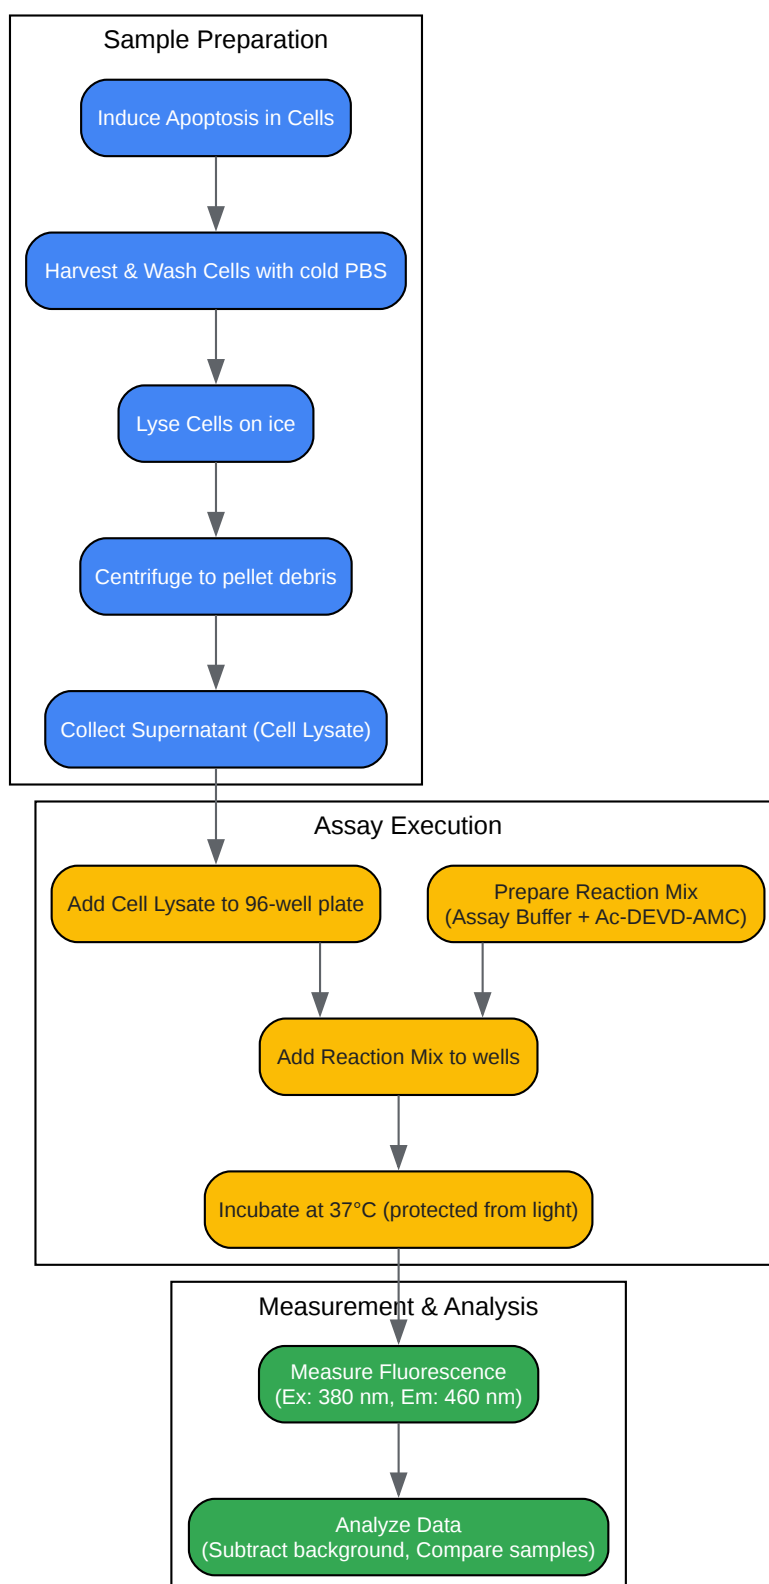 Sample Preparation
Induce Apoptosis in Cells
Harvest & Wash Cells with cold PBS
Lyse Cells on ice
Centrifuge to pellet debris
Collect Supernatant (Cell Lysate)
Assay Execution
Add Cell Lysate to 96-well plate
Prepare Reaction Mix
(Assay Buffer + Ac-DEVD-AMC)
Add Reaction Mix to wells
Incubate at 37°C (protected from light)
Measurement & Analysis
Measure Fluorescence
(Ex: 380 nm, Em: 460 nm)
Analyze Data
(Subtract background, Compare samples)